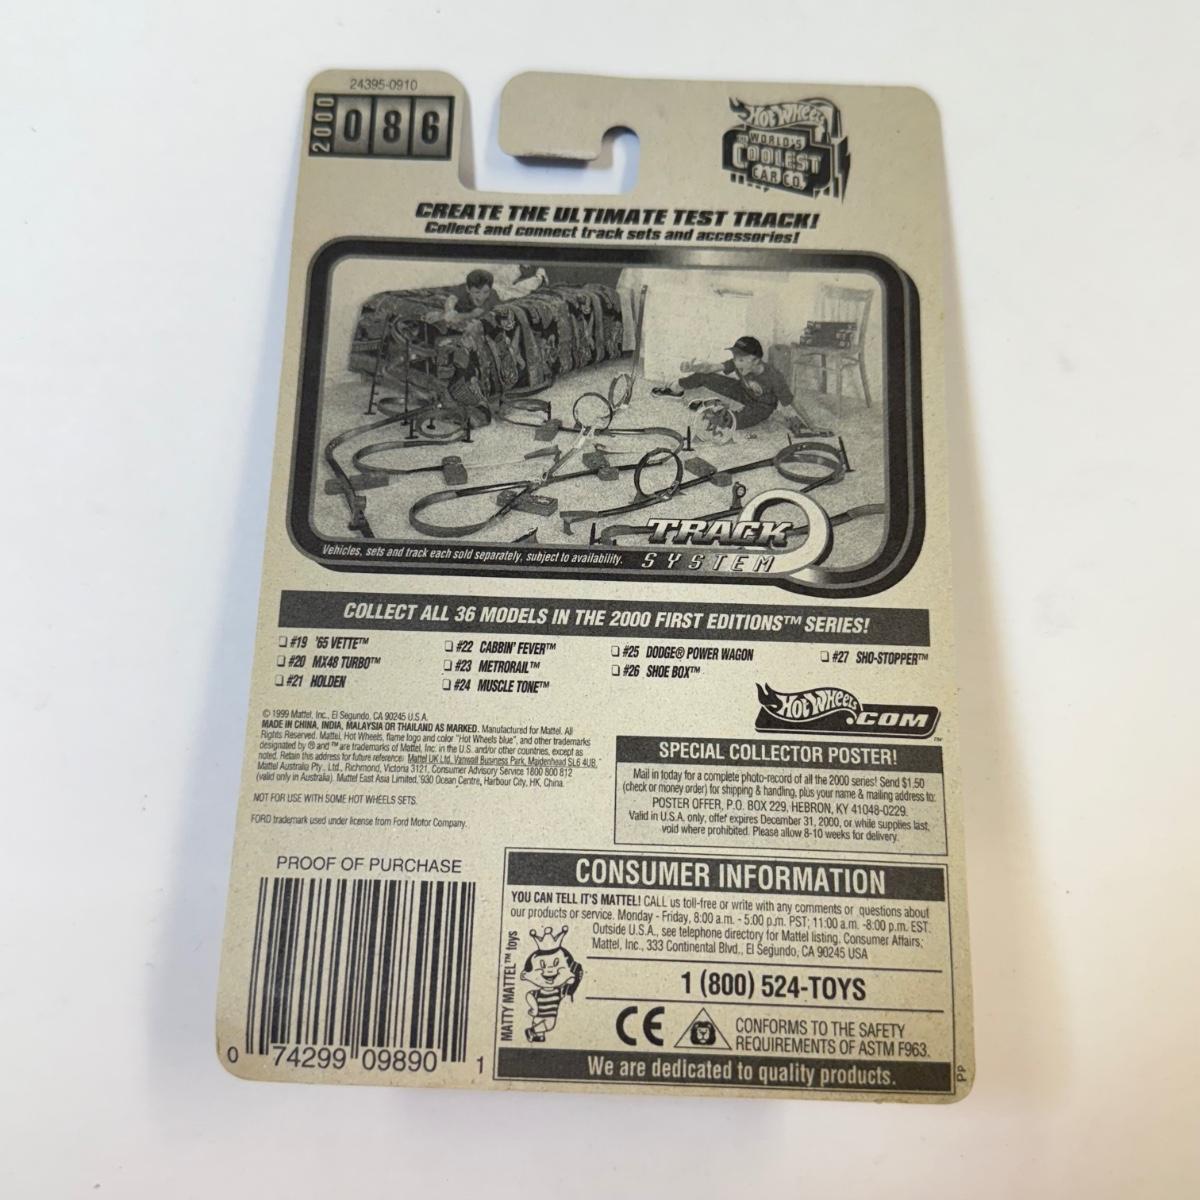 24395-0910
2000
086
HOT WHEELS
WORLD'S
COOLEST
CAR CO.
CREATE THE ULTIMATE TEST TRACK!
Collect and connect track sets and accessories!
Vehicles, sets and track each sold separately, subject to availability.
TRACK
SYSTEM
COLLECT ALL 36 MODELS IN THE 2000 FIRST EDITIONS™ SERIES!
#19 '65 VETTE™
#20 MX48 TURBO™
#21 HOLDEN
#22 CABBIN' FEVER™
#23 METRORAIL™
#24 MUSCLE TONE™
#25 DODGE® POWER WAGON
#26 SHOE BOX™
#27 SHO-STOPPER™
HOT WHEELS
.COM™
© 1999 Mattel, Inc., El Segundo, CA 90245 U.S.A.
MADE IN CHINA, INDIA, MALAYSIA OR THAILAND AS MARKED. Manufactured for Mattel. All
Rights Reserved. Mattel, Hot Wheels, flame logo and color "Hot Wheels blue", and other trademarks
designated by ® and ™ are trademarks of Mattel, Inc. in the U.S. and/or other countries, except as
noted. Retain this address for future reference: Mattel UK Ltd, Vanwall Business Park, Maidenhead SL6 4UB.
Mattel Australia Pty., Ltd., Richmond, Victoria 3121, Consumer Advisory Service 1800 800 812
(valid only in Australia). Mattel East Asia Limited, 930 Ocean Centre, Harbour City, HK, China.
NOT FOR USE WITH SOME HOT WHEELS SETS.
FORD trademark used under license from Ford Motor Company.
SPECIAL COLLECTOR POSTER!
Mail in today for a complete photo-record of all the 2000 series! Send $1.50
(check or money order) for shipping & handling, plus your name & mailing address to:
POSTER OFFER, P.O. BOX 229, HEBRON, KY 41048-0229.
Valid in U.S.A. only, offer expires December 31, 2000, or while supplies last,
void where prohibited. Please allow 8-10 weeks for delivery.
PROOF OF PURCHASE
0 74299 09890 1
CONSUMER INFORMATION
YOU CAN TELL IT'S MATTEL! CALL us toll-free or write with any comments or questions about
our products or service. Monday - Friday, 8:00 a.m. - 5:00 p.m. PST; 11:00 a.m. -8:00 p.m. EST.
Outside U.S.A., see telephone directory for Mattel listing. Consumer Affairs,
Mattel, Inc., 333 Continental Blvd., El Segundo, CA 90245 USA
MATTY MATTEL™ toys
1 (800) 524-TOYS
CE
CONFORMS TO THE SAFETY
REQUIREMENTS OF ASTM F963.
We are dedicated to quality products.
PP